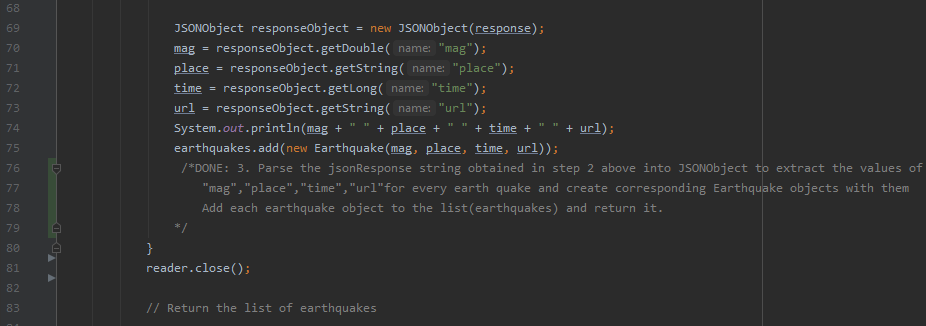 68
69 JSONObject responseObject = new JSONObject(response);
70 mag = responseObject.getDouble( name: "mag");
71 place = responseObject.getString( name: "place");
72 time = responseObject.getLong( name: "time");
73 url = responseObject.getString( name: "url");
74 System.out.println(mag + " " + place + " " + time + " " + url);
75 earthquakes.add(new Earthquake(mag, place, time, url));
76 /*DONE: 3. Parse the jsonResponse string obtained in step 2 above into JSONObject to extract the values of
77 "mag","place","time","url"for every earth quake and create corresponding Earthquake objects with them
78 Add each earthquake object to the list(earthquakes) and return it.
79 */
80 }
81 reader.close();
82
83 // Return the list of earthquakes